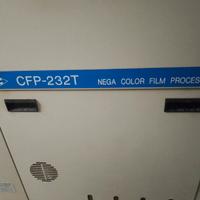 CFP-232T NEGA COLOR FILM PROCES